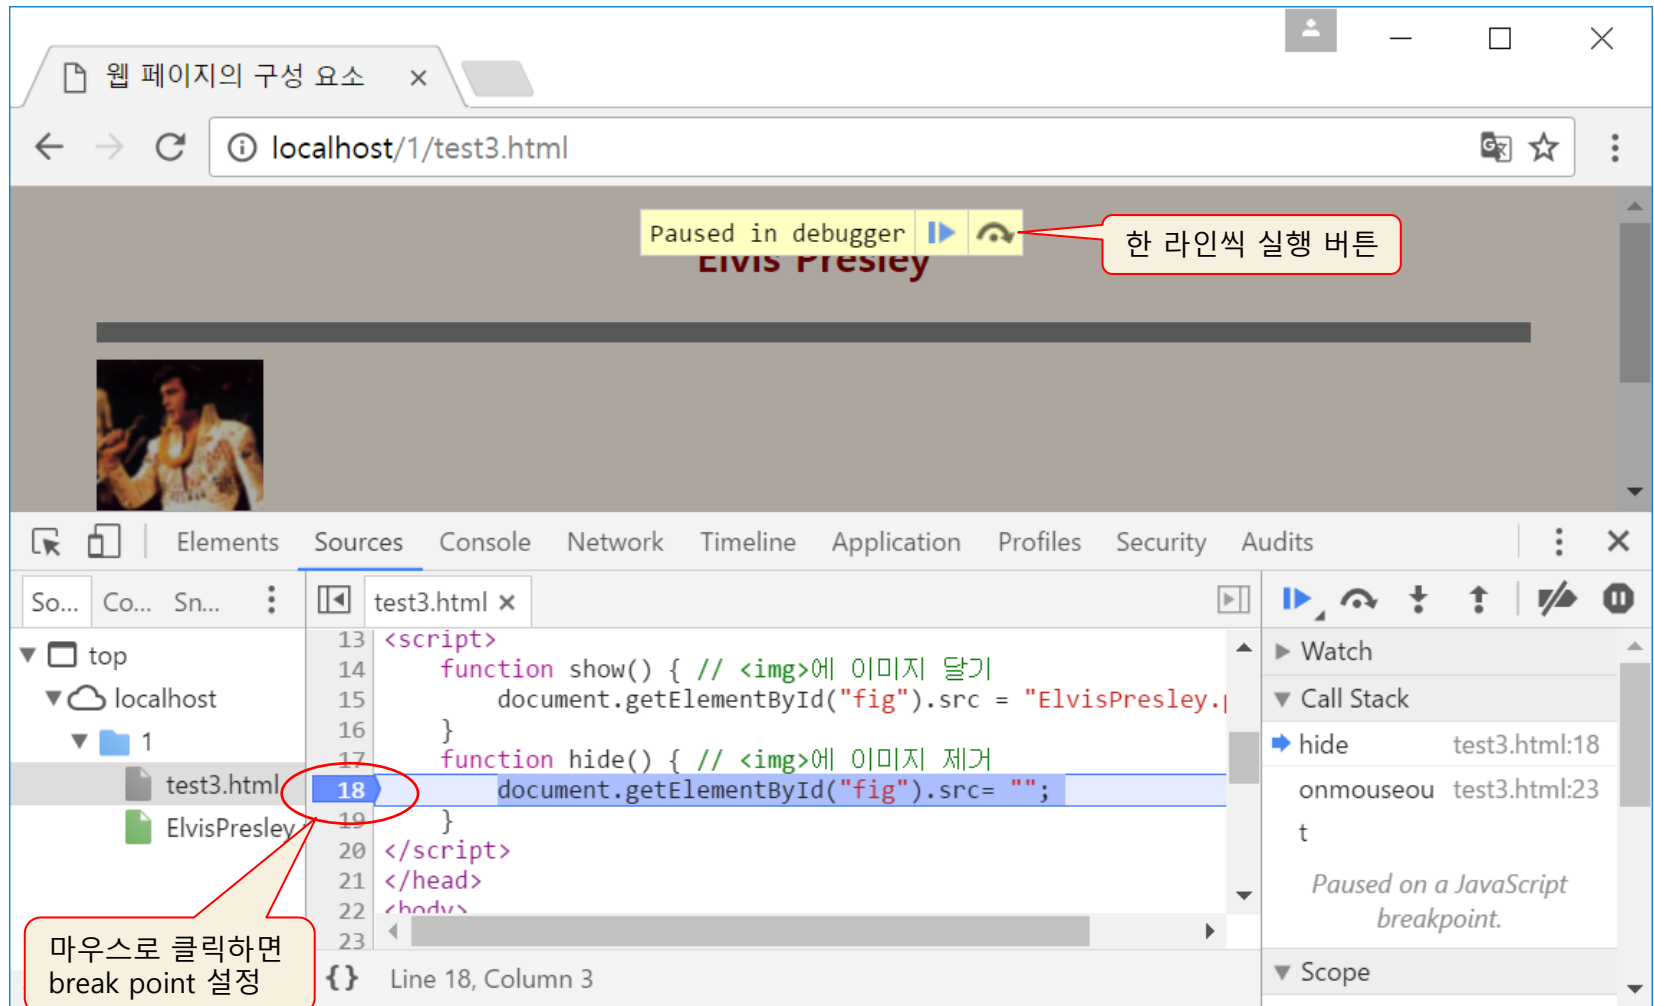 웹 페이지의 구성 요소
localhost/1/test3.html
Paused in debugger
한 라인씩 실행 버튼
Elvis Presley
Elements Sources Console Network Timeline Application Profiles Security Audits
So... Co... Sn...
test3.html
top
localhost
1
test3.html
ElvisPresley
13 <script>
14 function show() { // <img>에 이미지 달기
15 document.getElementById("fig").src = "ElvisPresley.
16 }
17 function hide() { // <img>에 이미지 제거
18 document.getElementById("fig").src= "";
19 }
20 </script>
21 </head>
22 <body>
23
마우스로 클릭하면
break point 설정
{} Line 18, Column 3
Watch
Call Stack
hide test3.html:18
onmouseou test3.html:23
t
Paused on a JavaScript
breakpoint.
Scope